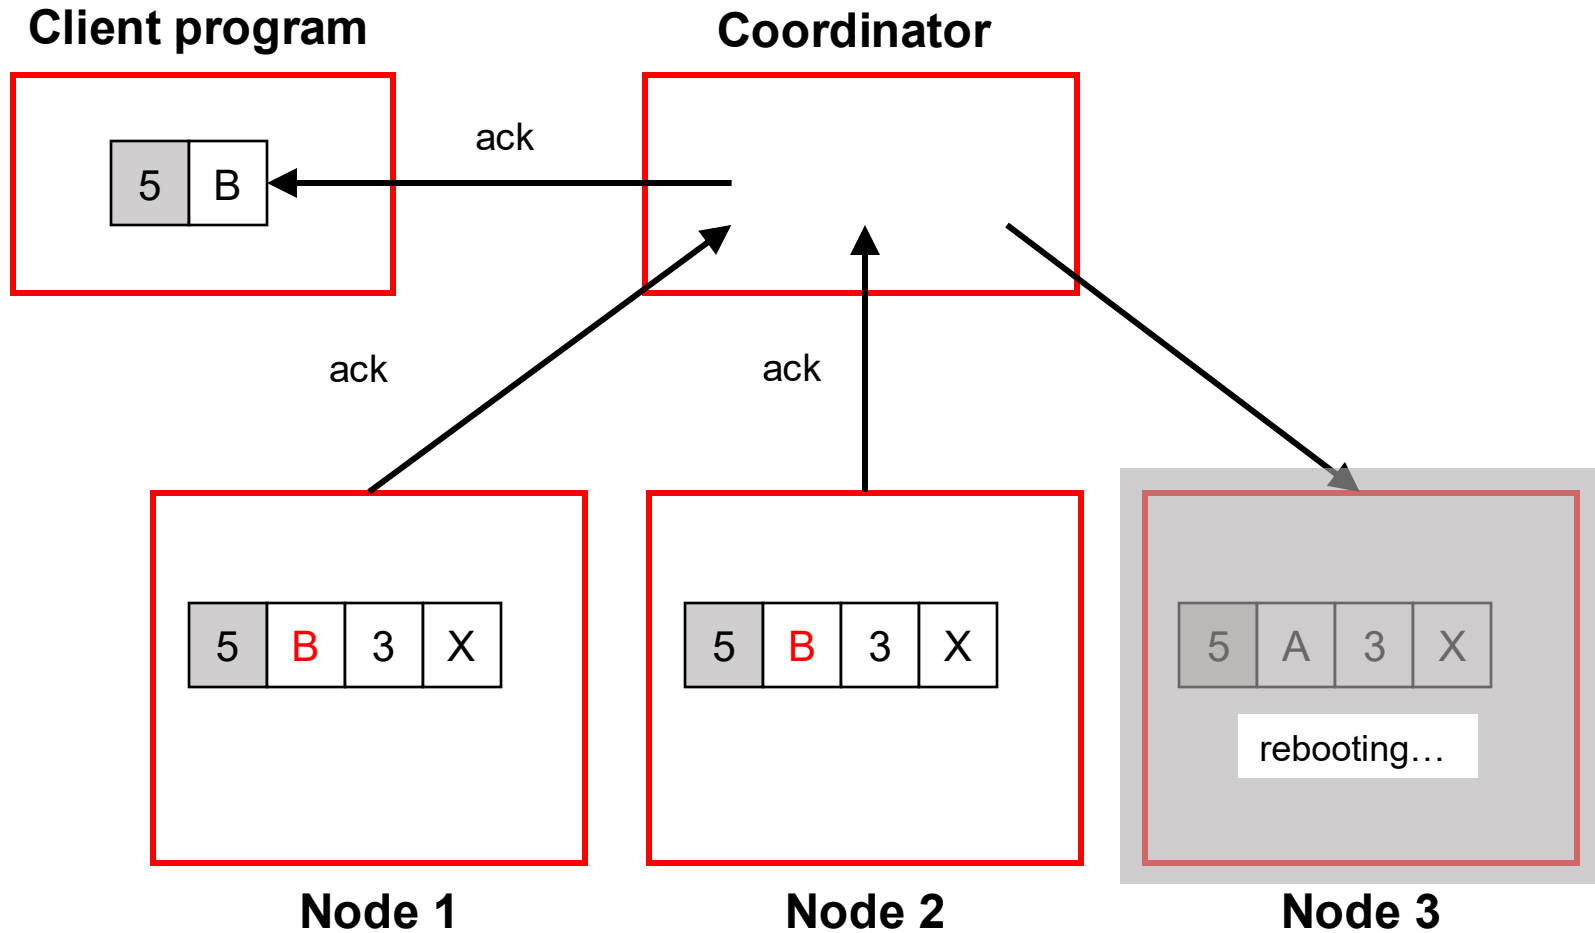 Client program
Coordinator
ack
5 B
ack
ack
5 B 3 X
5 B 3 X
5 A 3 X
rebooting…
Node 1
Node 2
Node 3